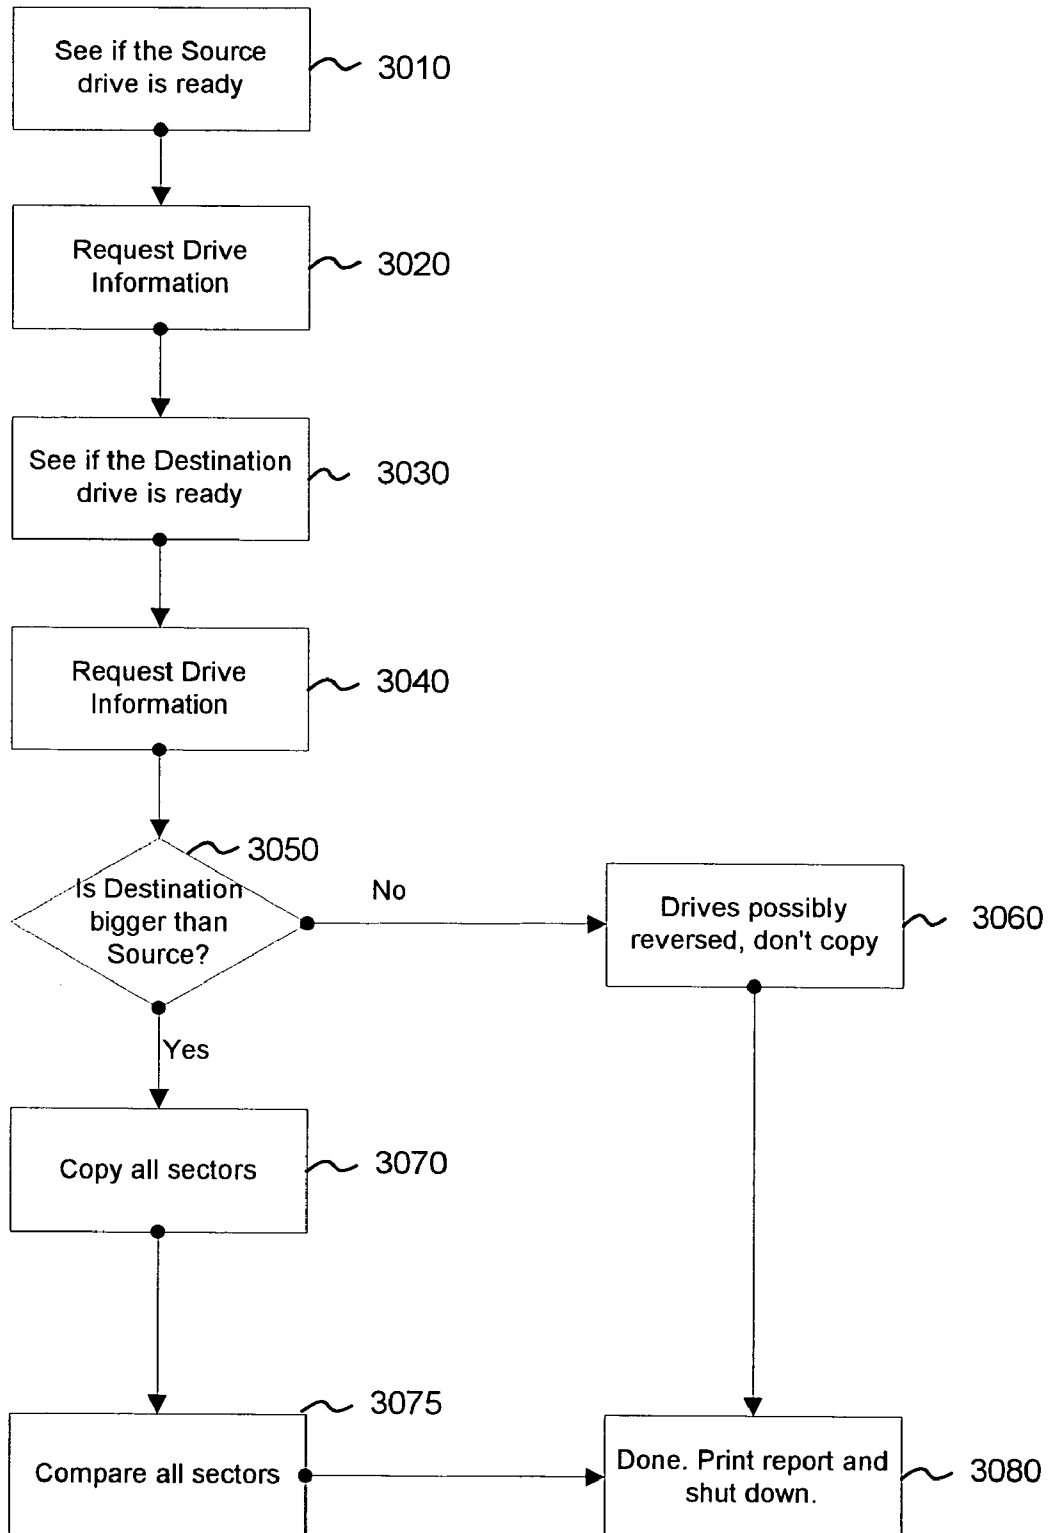 See if the Source
drive is ready
3010
Request Drive
Information
3020
See if the Destination
drive is ready
3030
Request Drive
Information
3040
3050
Is Destination
bigger than
Source?
No
Drives possibly
reversed, don't copy
3060
Yes
Copy all sectors
3070
3075
Compare all sectors
Done. Print report and
shut down.
3080